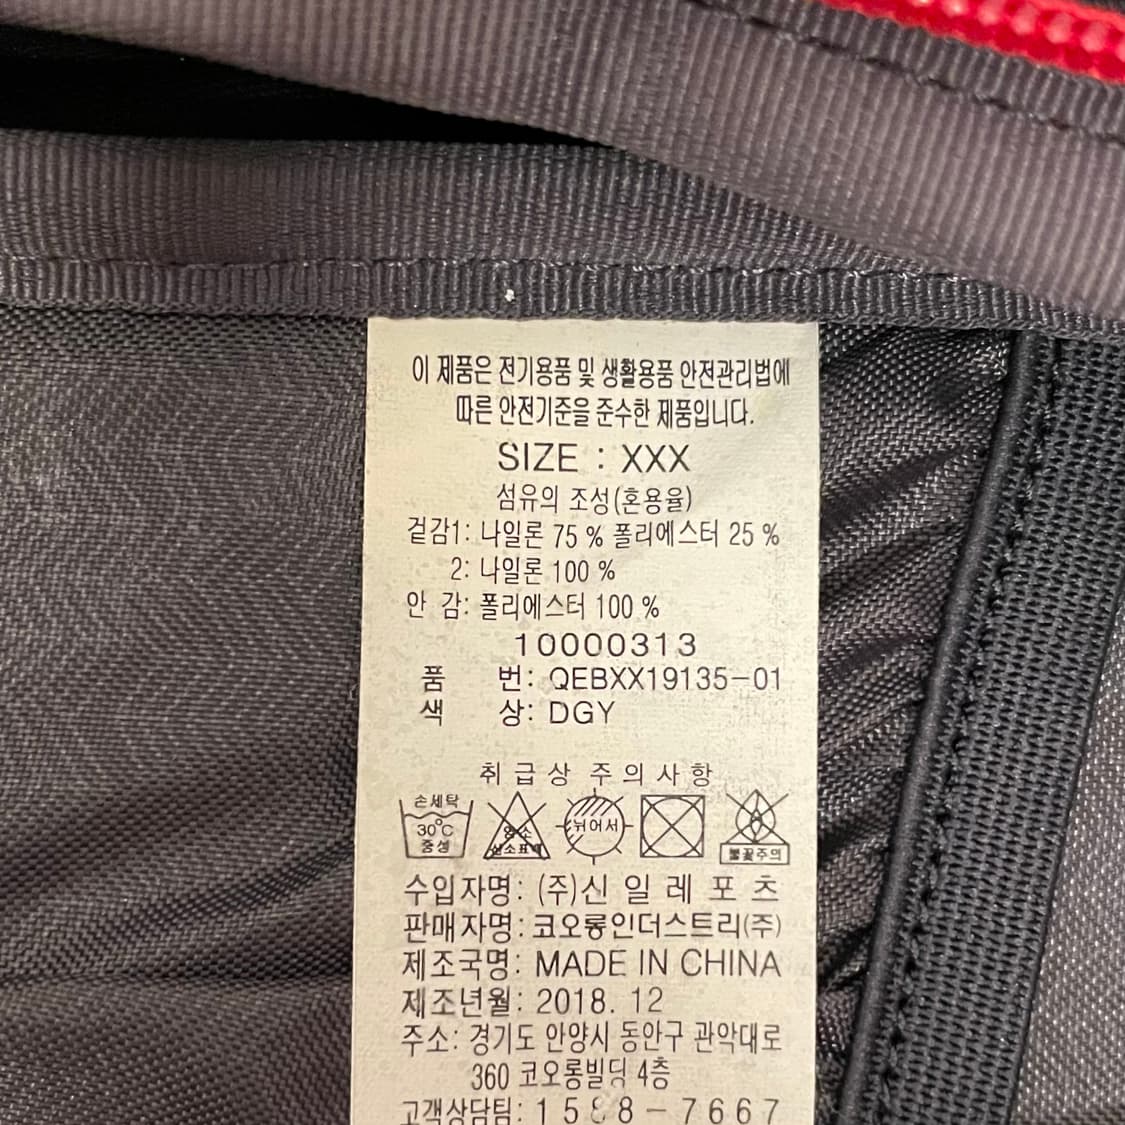 이 제품은 전기용품 및 생활용품 안전관리법에
따른 안전기준을 준수한 제품입니다.
SIZE : XXX
섬유의 조성(혼용율)
겉감1: 나일론 75 % 폴리에스터 25 %
2: 나일론 100 %
안 감: 폴리에스터 100 %
10000313
품 번: QEBXX19135-01
색 상: DGY
취 급 상 주 의 사 항
손세탁
30℃
중성
염소
산소표백
뉘어서
불꽃주의
수입자명: (주)신 일 레 포 츠
판매자명: 코오롱인더스트리(주)
제조국명: MADE IN CHINA
제조년월: 2018. 12
주소: 경기도 안양시 동안구 관악대로
360 코오롱빌딩 4층
고객상담팀: 1588-7667